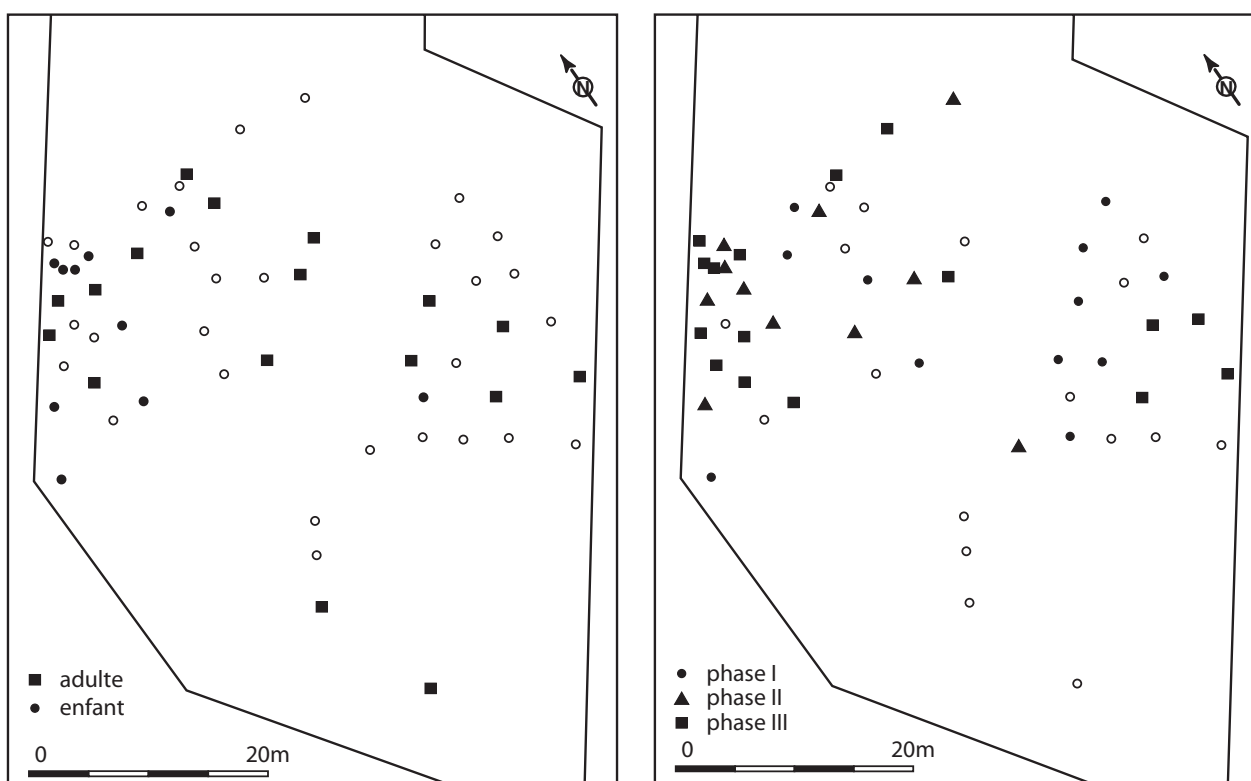 N
adulte
enfant
0 20m
N
phase I
phase II
phase III
0 20m